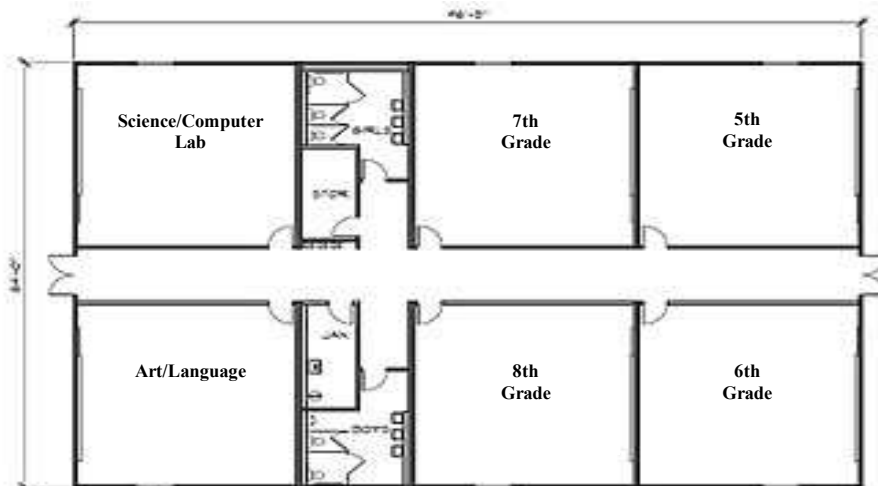 Science/Computer
Lab
GIRLS
7th
Grade
5th
Grade
STOR
Art/Language
JAN
8th
Grade
6th
Grade
BOYS